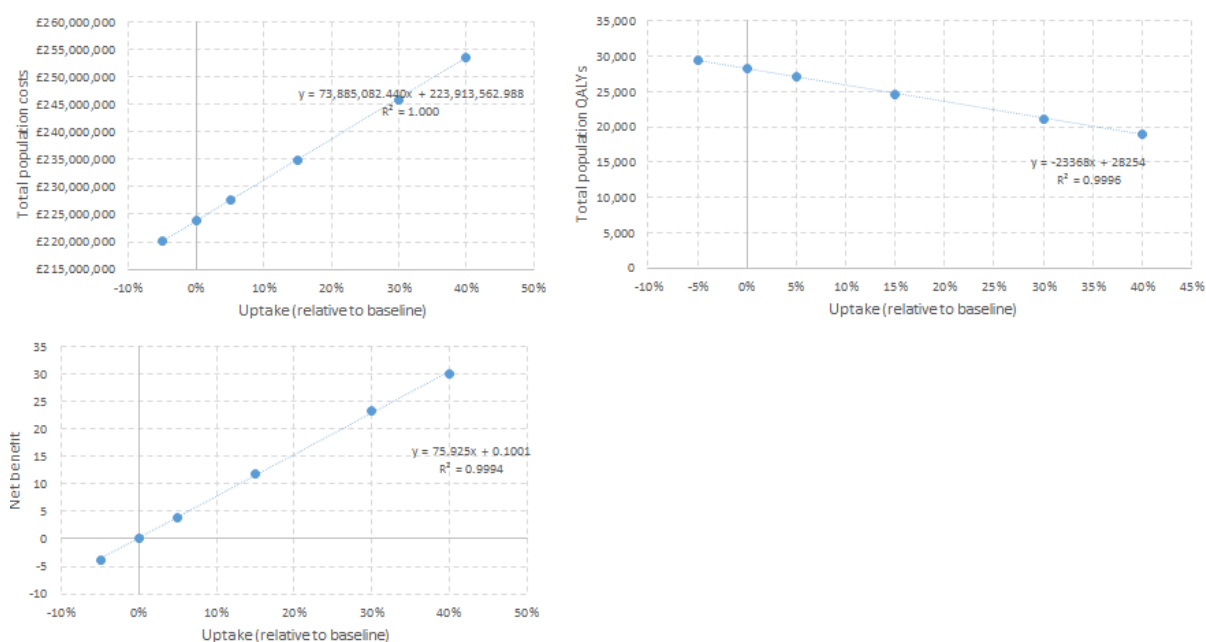 Total population costs
£260,000,000
£255,000,000
£250,000,000
£245,000,000
£240,000,000
£235,000,000
£230,000,000
£225,000,000
£220,000,000
£215,000,000
y = 73,885,082.440x + 223,913,562.988
R² = 1.000
-10% 0% 10% 20% 30% 40% 50%
Uptake (relative to baseline)
Total population QALYs
35,000
30,000
25,000
20,000
15,000
10,000
5,000
0
y = -23368x + 28254
R² = 0.9996
-10% -5% 0% 5% 10% 15% 20% 25% 30% 35% 40% 45%
Uptake (relative to baseline)
Net benefit
35
30
25
20
15
10
5
0
-5
-10
y = 75.925x + 0.1001
R² = 0.9994
-10% 0% 10% 20% 30% 40% 50%
Uptake (relative to baseline)